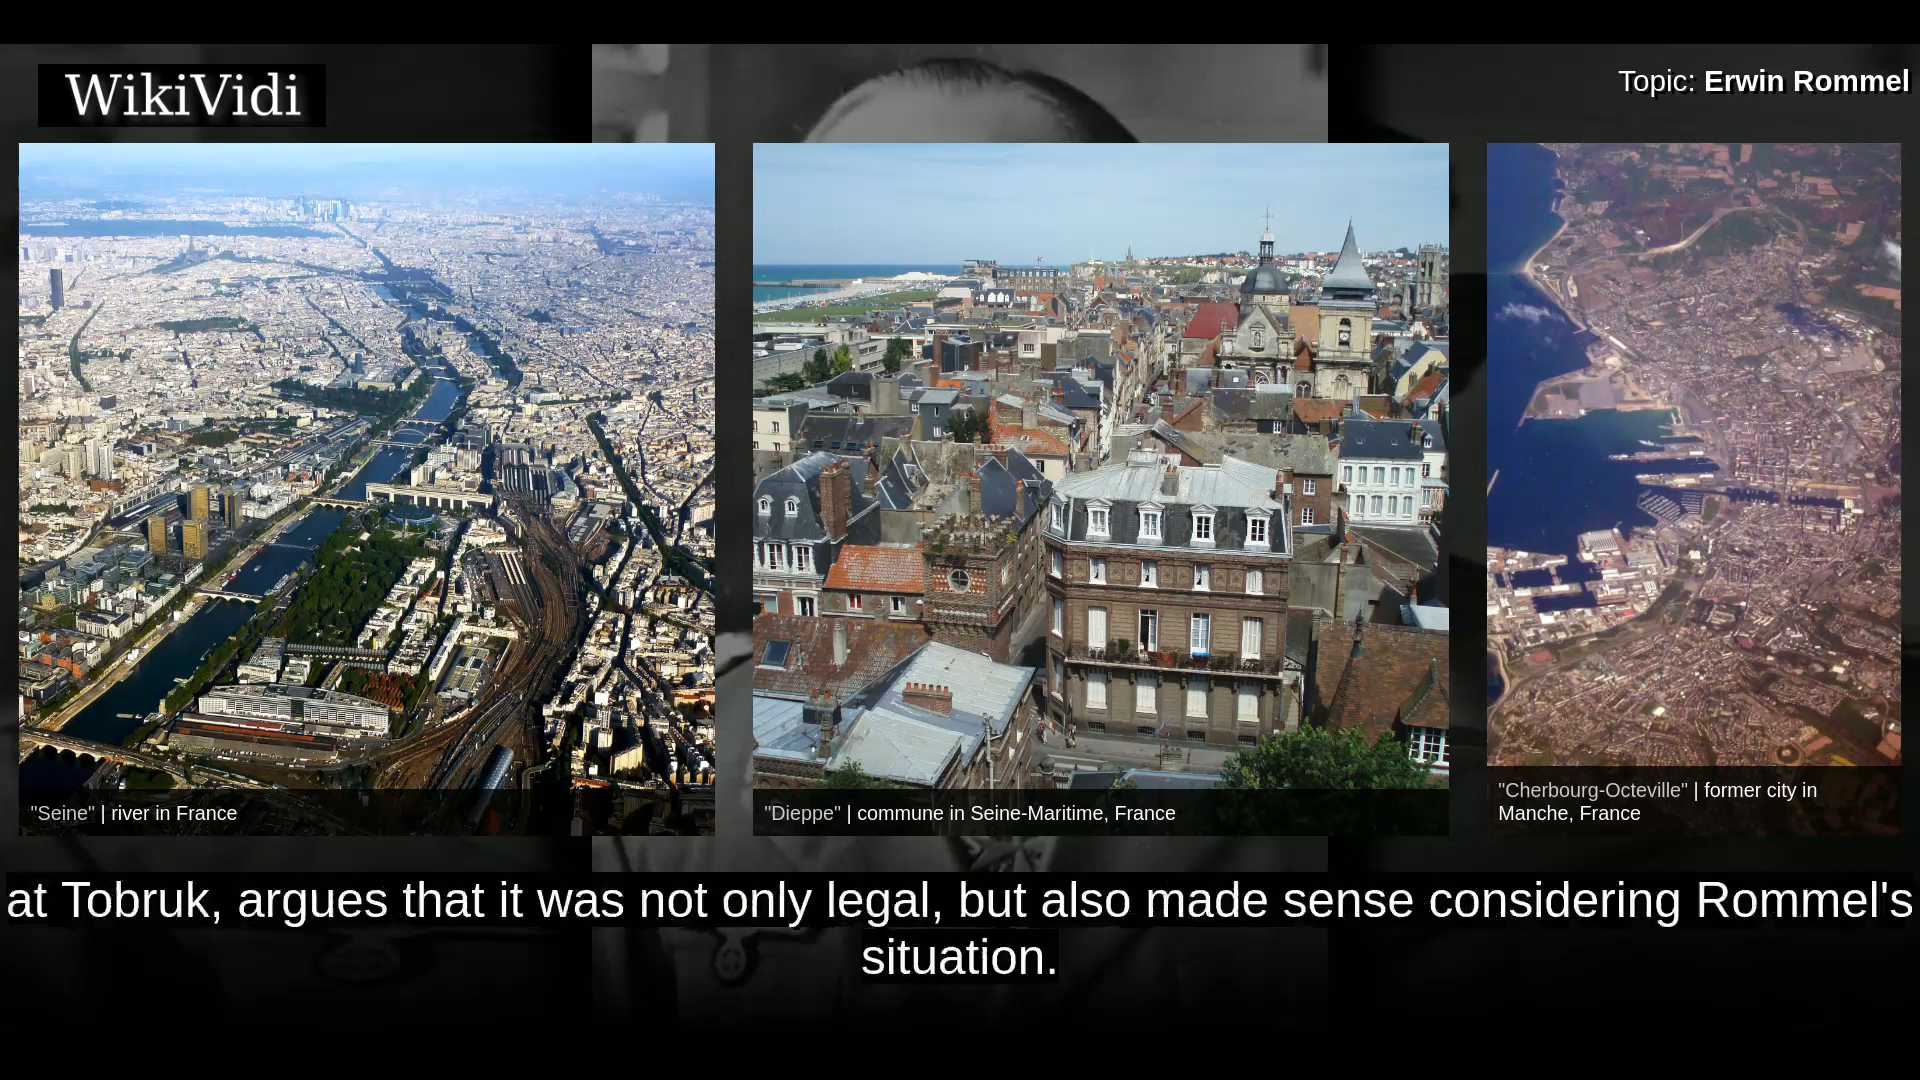 WikiVidi
Topic: Erwin Rommel
"Seine" | river in France
"Dieppe" | commune in Seine-Maritime, France
"Cherbourg-Octeville" | former city in
Manche, France
at Tobruk, argues that it was not only legal, but also made sense considering Rommel's
situation.